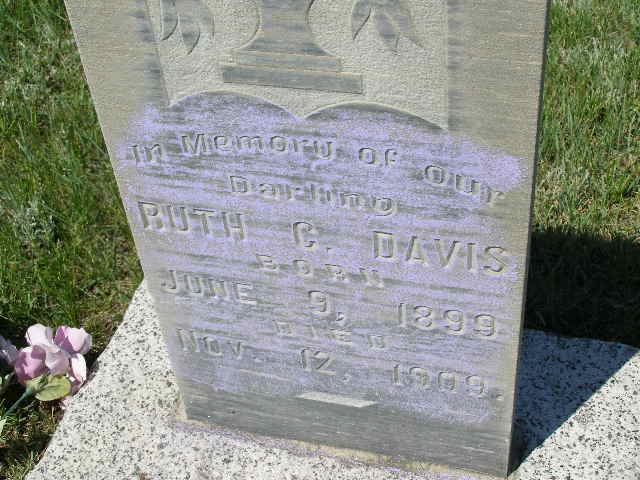 In Memory of Our
Darling
RUTH C. DAVIS
BORN
JUNE 9, 1899
DIED
NOV. 12, 1909.